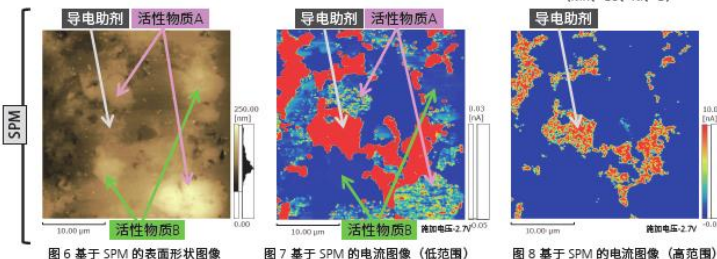 导电助剂 活性物质A
导电助剂 活性物质A
导电助剂
SPM
250.00
[nm]
0.00
10.00 μm
活性物质B
0.03
[nA]
-0.05
10.00 μm
活性物质B
施加电压-2.7V
10.0
[nA]
10.00 μm
施加电压-2.7V
图 6 基于 SPM 的表面形状图像
图 7 基于 SPM 的电流图像（低范围）
图 8 基于 SPM 的电流图像（高范围）